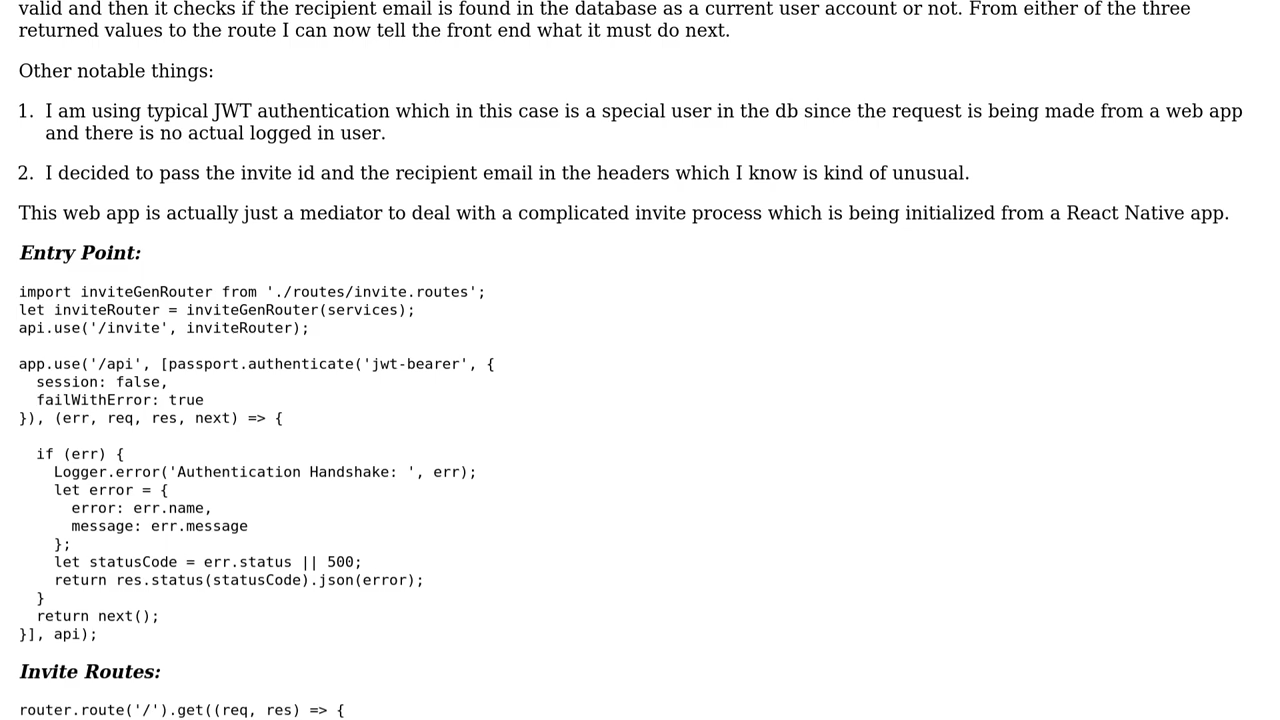 valid and then it checks if the recipient email is found in the database as a current user account or not. From either of the three
returned values to the route I can now tell the front end what it must do next.
Other notable things:
1. I am using typical JWT authentication which in this case is a special user in the db since the request is being made from a web app
and there is no actual logged in user.
2. I decided to pass the invite id and the recipient email in the headers which I know is kind of unusual.
This web app is actually just a mediator to deal with a complicated invite process which is being initialized from a React Native app.
Entry Point:
import inviteGenRouter from './routes/invite.routes';
let inviteRouter = inviteGenRouter(services);
api.use('/invite', inviteRouter);
app.use('/api', [passport.authenticate('jwt-bearer', {
  session: false,
  failWithError: true
}), (err, req, res, next) => {
  if (err) {
    Logger.error('Authentication Handshake: ', err);
    let error = {
      error: err.name,
      message: err.message
    };
    let statusCode = err.status || 500;
    return res.status(statusCode).json(error);
  }
  return next();
}], api);
Invite Routes:
router.route('/').get((req, res) => {